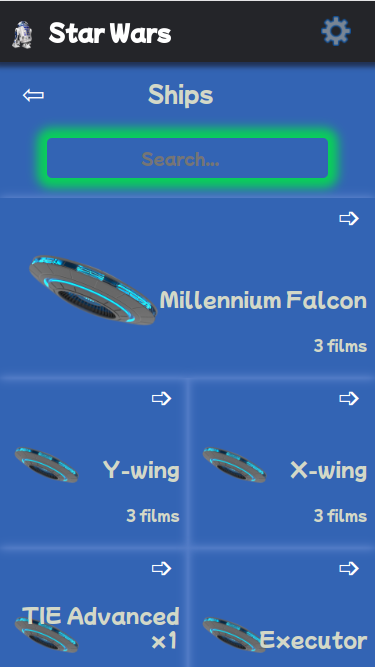 Star Wars
⇦ Ships
Search...
⇨
Millennium Falcon
3 films
⇨ ⇨
Y-wing X-wing
3 films 3 films
⇨ ⇨
TIE Advanced
x1 Executor